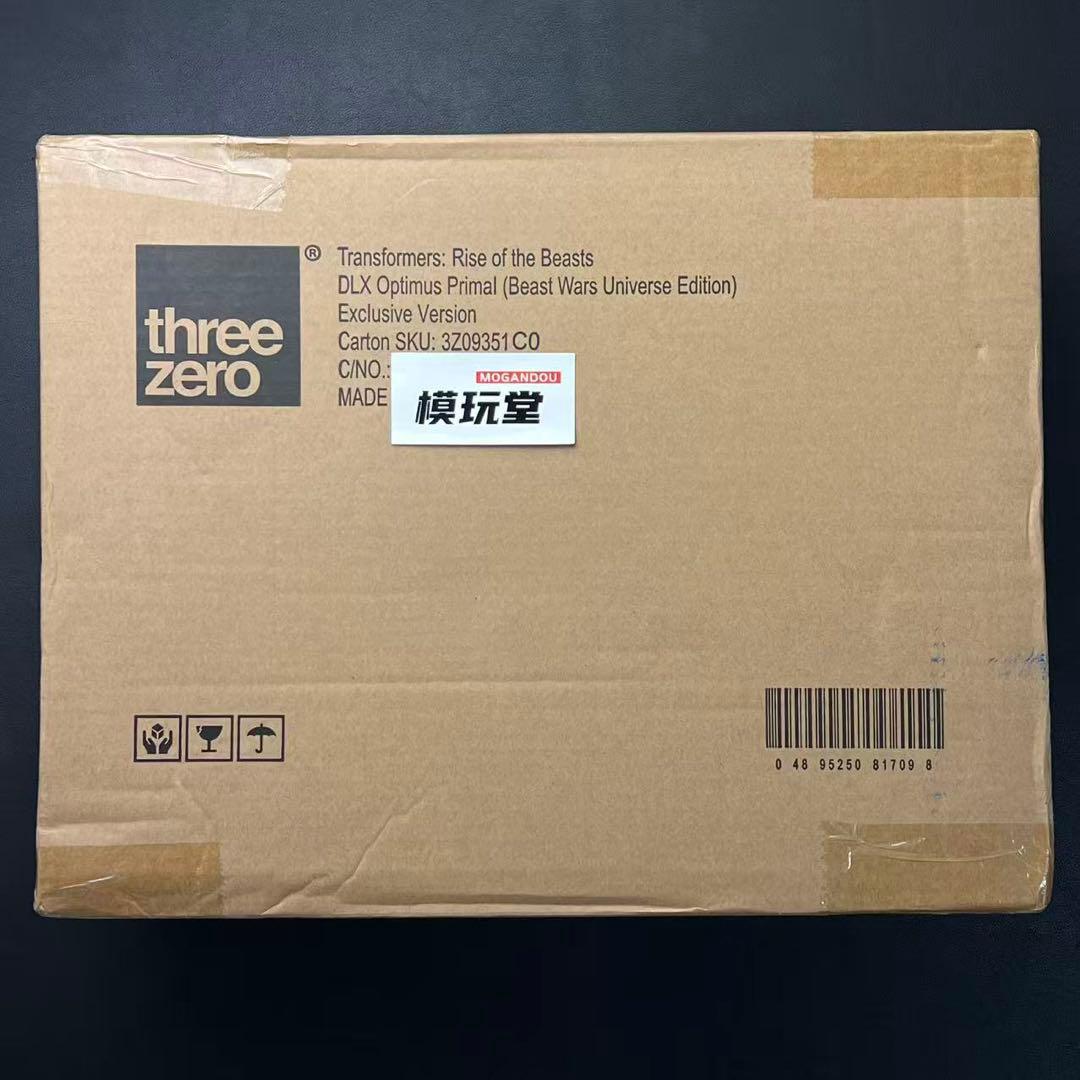 three
zero
®
Transformers: Rise of the Beasts
DLX Optimus Primal (Beast Wars Universe Edition)
Exclusive Version
Carton SKU: 3Z09351C0
C/NO.:
MADE
MOGANDOU
模玩堂
0 48 95250 81709 8